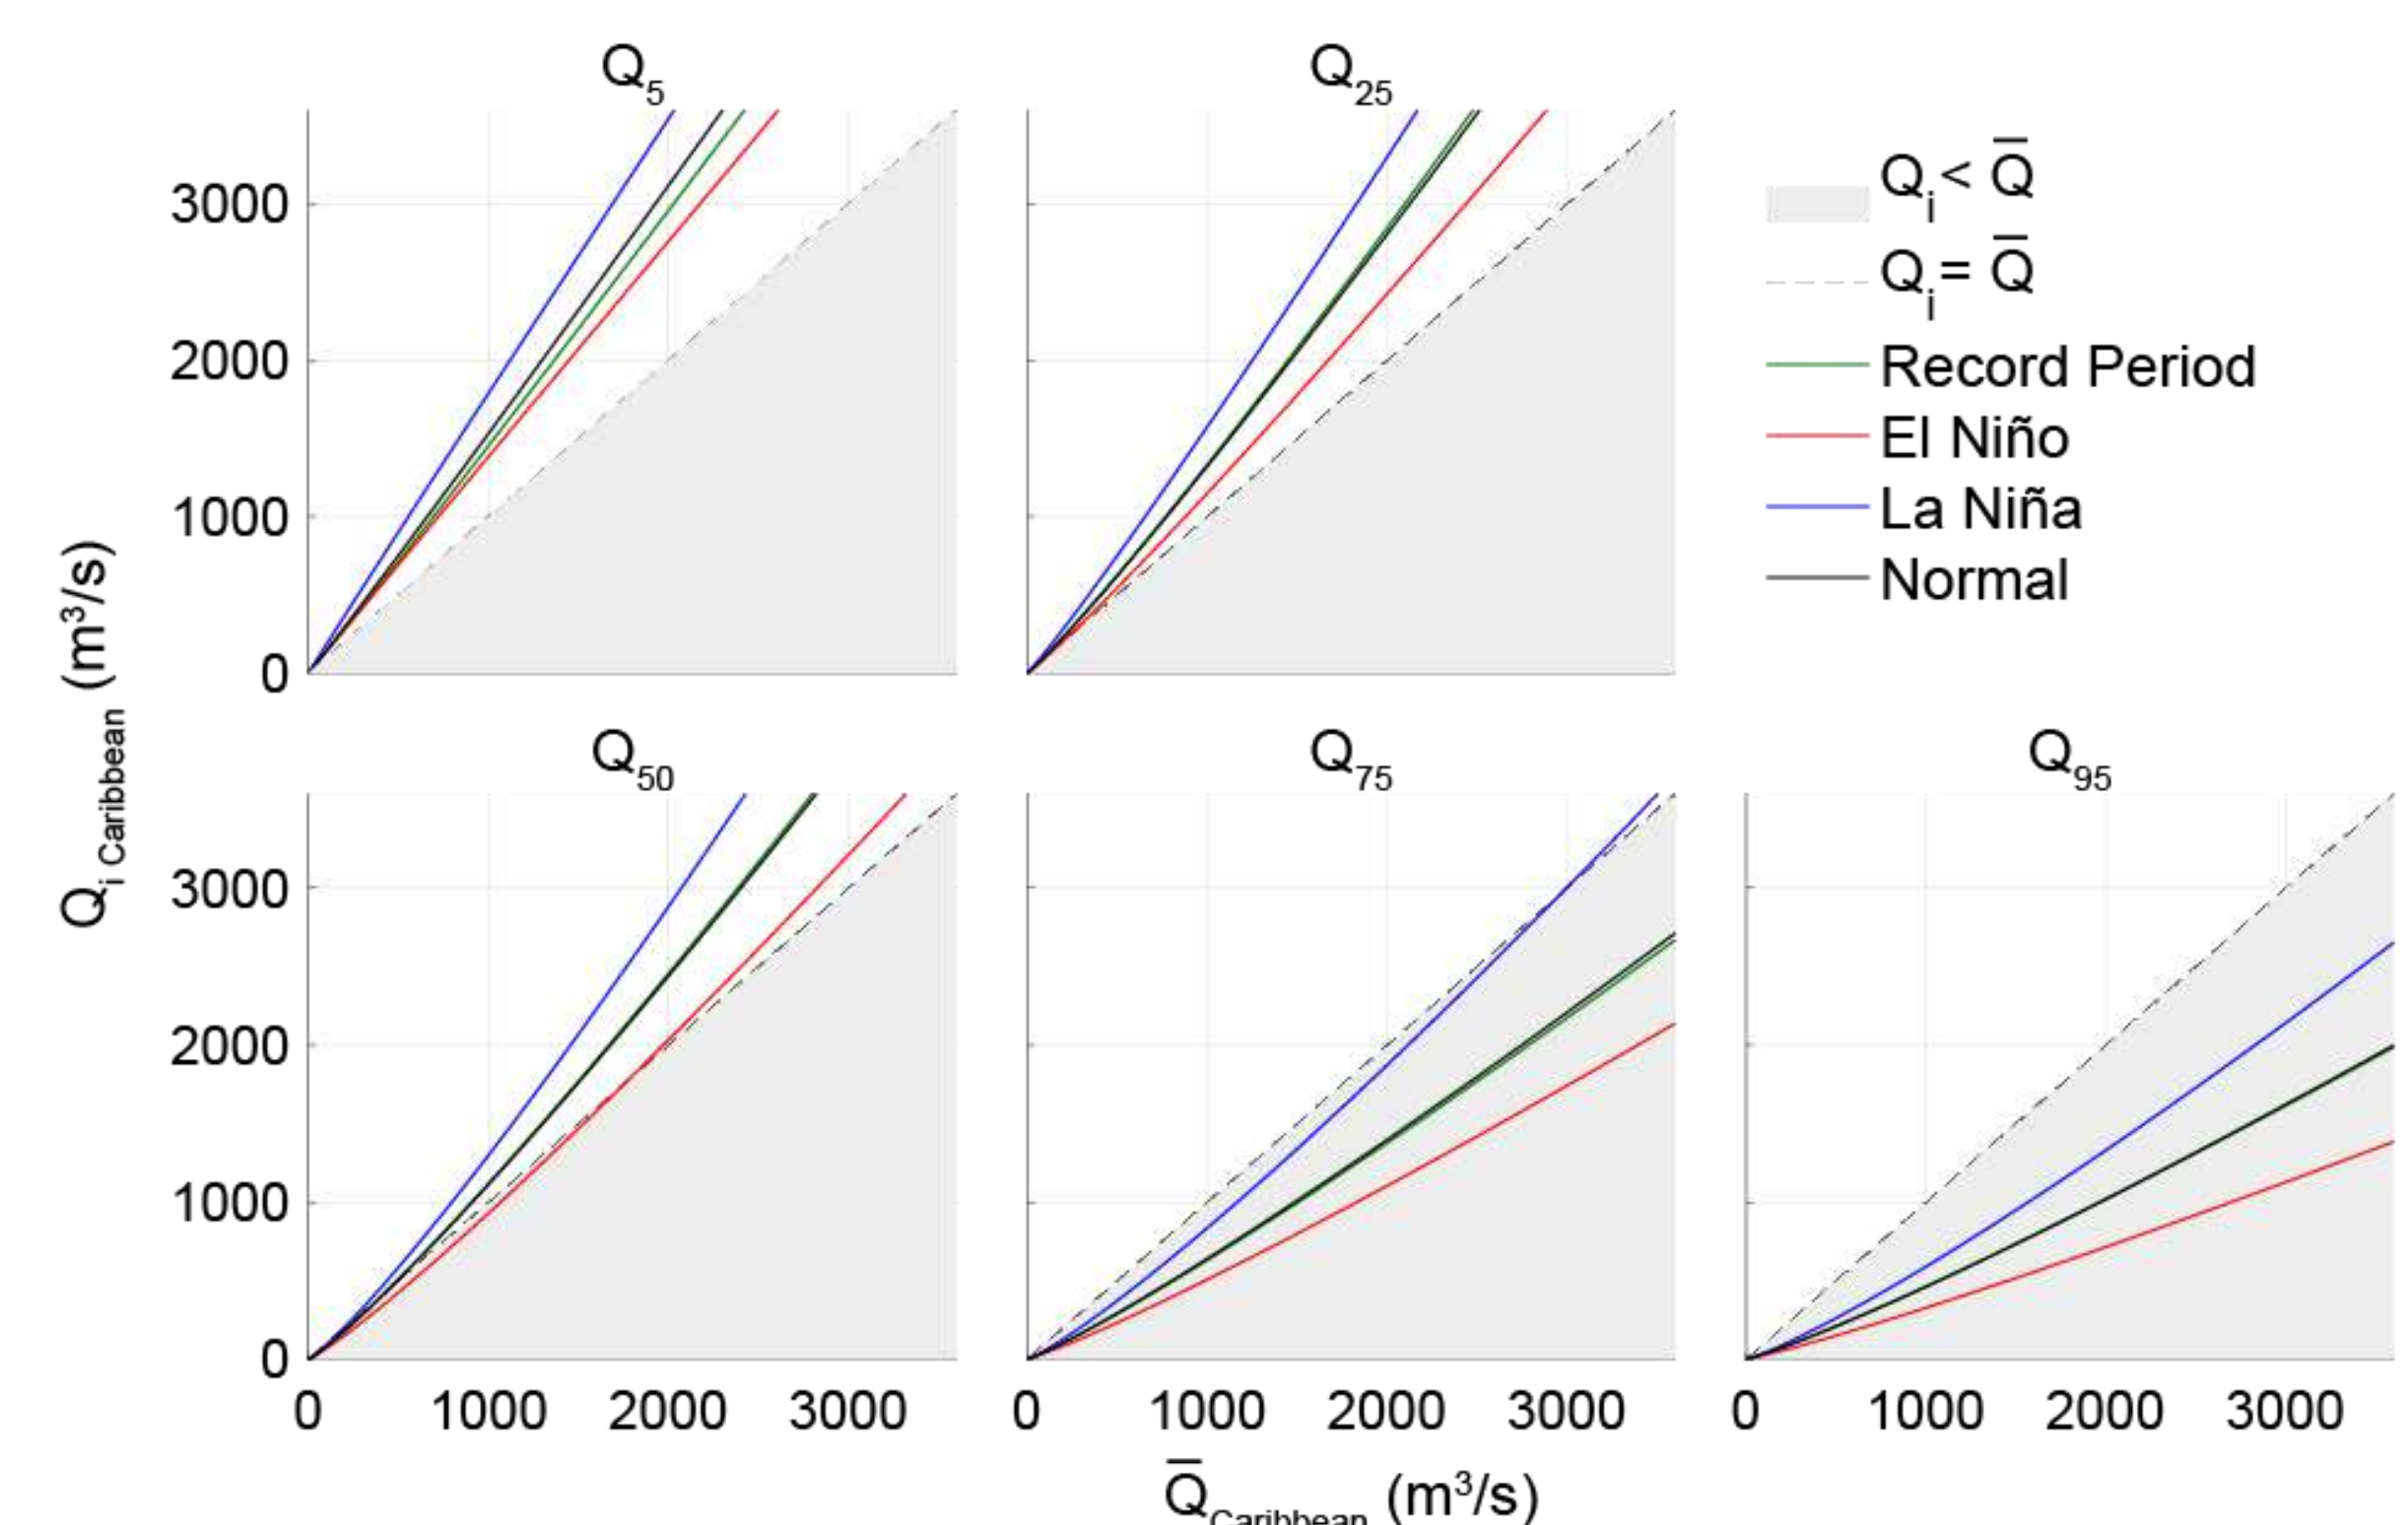 Q5
Q25
3000
2000
1000
0
Qi < Q̅
Qi = Q̅
Record Period
El Niño
La Niña
Normal
Qi Caribbean (m³/s)
Q50
Q75
Q95
3000
2000
1000
0
0 1000 2000 3000
0 1000 2000 3000
0 1000 2000 3000
Q̅Caribbean (m³/s)